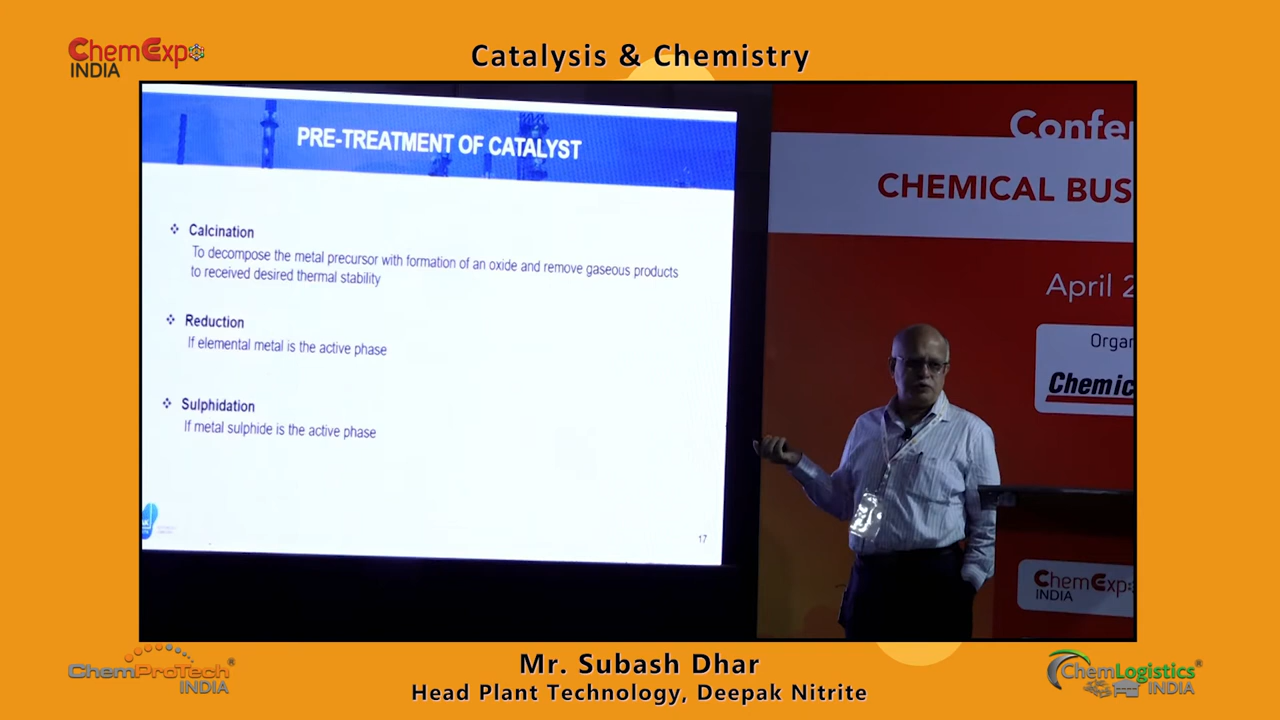 ChemExpo
INDIA
Catalysis & Chemistry
PRE-TREATMENT OF CATALYST
Calcination
To decompose the metal precursor with formation of an oxide and remove gaseous products
to received desired thermal stability
Reduction
If elemental metal is the active phase
Sulphidation
If metal sulphide is the active phase
17
Confer
CHEMICAL BUS
April 2
Organ
Chemic
ChemExpo
INDIA
ChemProTech®
INDIA
Mr. Subash Dhar
Head Plant Technology, Deepak Nitrite
ChemLogistics®
INDIA